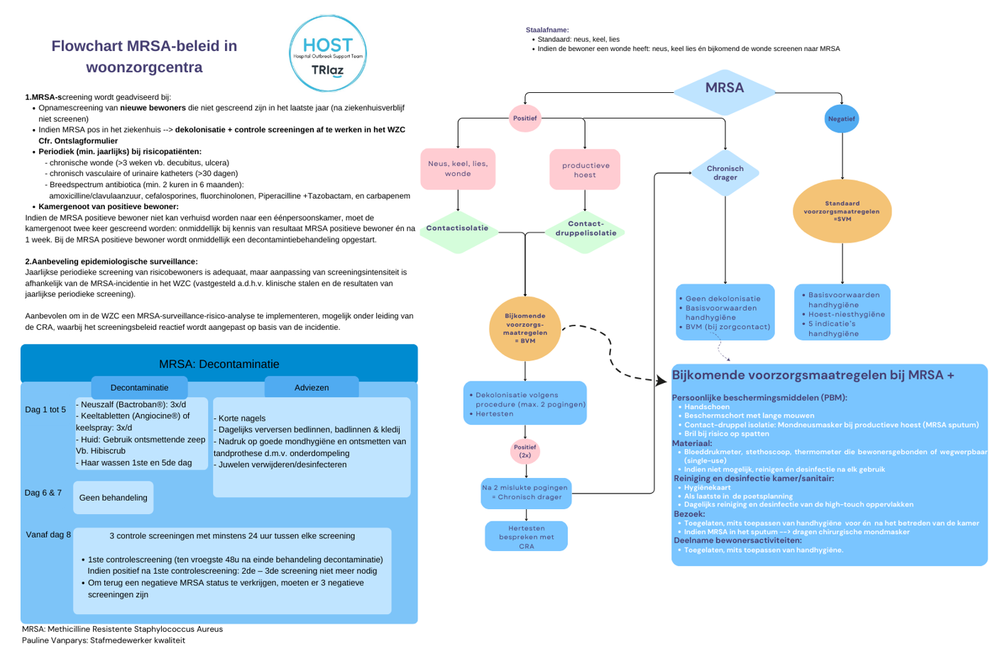 Flowchart MRSA-beleid in
woonzorgcentra
HOST
Hospital Outbreak Support Team
TRIaz
1.MRSA-screening wordt geadviseerd bij:
• Opnamescreening van nieuwe bewoners die niet gescreend zijn in het laatste jaar (na ziekenhuisverblijf
niet screenen)
• Indien MRSA pos in het ziekenhuis --> dekolonisatie + controle screeningen af te werken in het WZC
Cfr. Ontslagformulier
• Periodiek (min. jaarlijks) bij risicopatiënten:
- chronische wonde (>3 weken vb. decubitus, ulcera)
- chronisch vasculaire of urinaire katheters (>30 dagen)
- Breedspectrum antibiotica (min. 2 kuren in 6 maanden):
amoxicilline/clavulaanzuur, cefalosporines, fluorchinolonen, Piperacilline +Tazobactam, en carbapenem
• Kamergenoot van positieve bewoner:
Indien de MRSA positieve bewoner niet kan verhuisd worden naar een éénpersoonskamer, moet de
kamergenoot twee keer gescreend worden: onmiddellijk bij kennis van resultaat MRSA positieve bewoner én na
1 week. Bij de MRSA positieve bewoner wordt onmiddellijk een decontamintiebehandeling opgestart.
2.Aanbeveling epidemiologische surveillance:
Jaarlijkse periodieke screening van risicobewoners is adequaat, maar aanpassing van screeningsintensiteit is
afhankelijk van de MRSA-incidentie in het WZC (vastgesteld a.d.h.v. klinische stalen en de resultaten van
jaarlijkse periodieke screening).
Aanbevolen om in de WZC een MRSA-surveillance-risico-analyse te implementeren, mogelijk onder leiding van
de CRA, waarbij het screeningsbeleid reactief wordt aangepast op basis van de incidentie.
MRSA: Decontaminatie
Decontaminatie
Adviezen
Dag 1 tot 5
- Neuszalf (Bactroban®): 3x/d
- Keeltabletten (Angiocine®) of
keelspray: 3x/d
- Huid: Gebruik ontsmettende zeep
Vb. Hibiscrub
- Haar wassen 1ste en 5de dag
- Korte nagels
- Dagelijks verversen bedlinnen, badlinnen & kledij
- Nadruk op goede mondhygiëne en ontsmetten van
tandprothese d.m.v. onderdompeling
- Juwelen verwijderen/desinfecteren
Dag 6 & 7
Geen behandeling
Vanaf dag 8
3 controle screeningen met minstens 24 uur tussen elke screening
• 1ste controlescreening (ten vroegste 48u na einde behandeling decontaminatie)
Indien positief na 1ste controlescreening: 2de – 3de screening niet meer nodig
• Om terug een negatieve MRSA status te verkrijgen, moeten er 3 negatieve
screeningen zijn
MRSA: Methicilline Resistente Staphylococcus Aureus
Pauline Vanparys: Stafmedewerker kwaliteit
Staalafname:
• Standaard: neus, keel, lies
• Indien de bewoner een wonde heeft: neus, keel lies én bijkomend de wonde screenen naar MRSA
MRSA
Positief
Negatief
Neus, keel, lies,
wonde
productieve
hoest
Chronisch
drager
Standaard
voorzorgsmaatregelen
=SVM
Contactisolatie
Contact-
druppelisolatie
• Geen dekolonisatie
• Basisvoorwaarden
handhygiëne
• BVM (bij zorgcontact)
• Basisvoorwaarden
handhygiëne
• Hoest-niesthygiëne
• 5 indicatie's
handhygiëne
Bijkomende
voorzorgs-
maatregelen
= BVM
• Dekolonisatie volgens
procedure (max. 2 pogingen)
• Hertesten
Positief
(2x)
Na 2 mislukte pogingen
= Chronisch drager
Hertesten
bespreken met
CRA
Bijkomende voorzorgsmaatregelen bij MRSA +
Persoonlijke beschermingsmiddelen (PBM):
• Handschoen
• Beschermschort met lange mouwen
• Contact-druppel isolatie: Mondneusmasker bij productieve hoest (MRSA sputum)
• Bril bij risico op spatten
Materiaal:
• Bloeddrukmeter, stethoscoop, thermometer die bewonersgebonden of wegwerpbaar
(single-use)
• Indien niet mogelijk, reinigen én desinfectie na elk gebruik
Reiniging en desinfectie kamer/sanitair:
• Hygiënekaart
• Als laatste in de poetsplanning
• Dagelijks reiniging en desinfectie van de high-touch oppervlakken
Bezoek:
• Toegelaten, mits toepassen van handhygiëne voor én na het betreden van de kamer
• Indien MRSA in het sputum --> dragen chirurgische mondmasker
Deelname bewonersactiviteiten:
• Toegelaten, mits toepassen van handhygiëne.